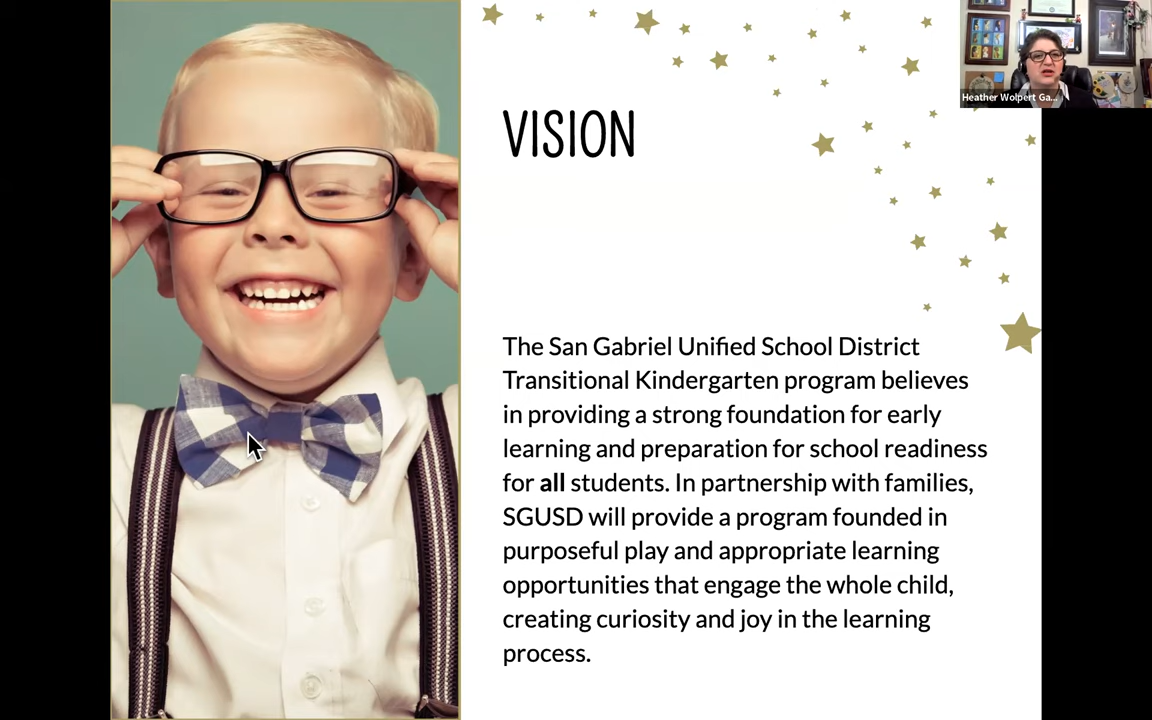 Heather Wolpert Ga...
VISION
The San Gabriel Unified School District
Transitional Kindergarten program believes
in providing a strong foundation for early
learning and preparation for school readiness
for all students. In partnership with families,
SGUSD will provide a program founded in
purposeful play and appropriate learning
opportunities that engage the whole child,
creating curiosity and joy in the learning
process.